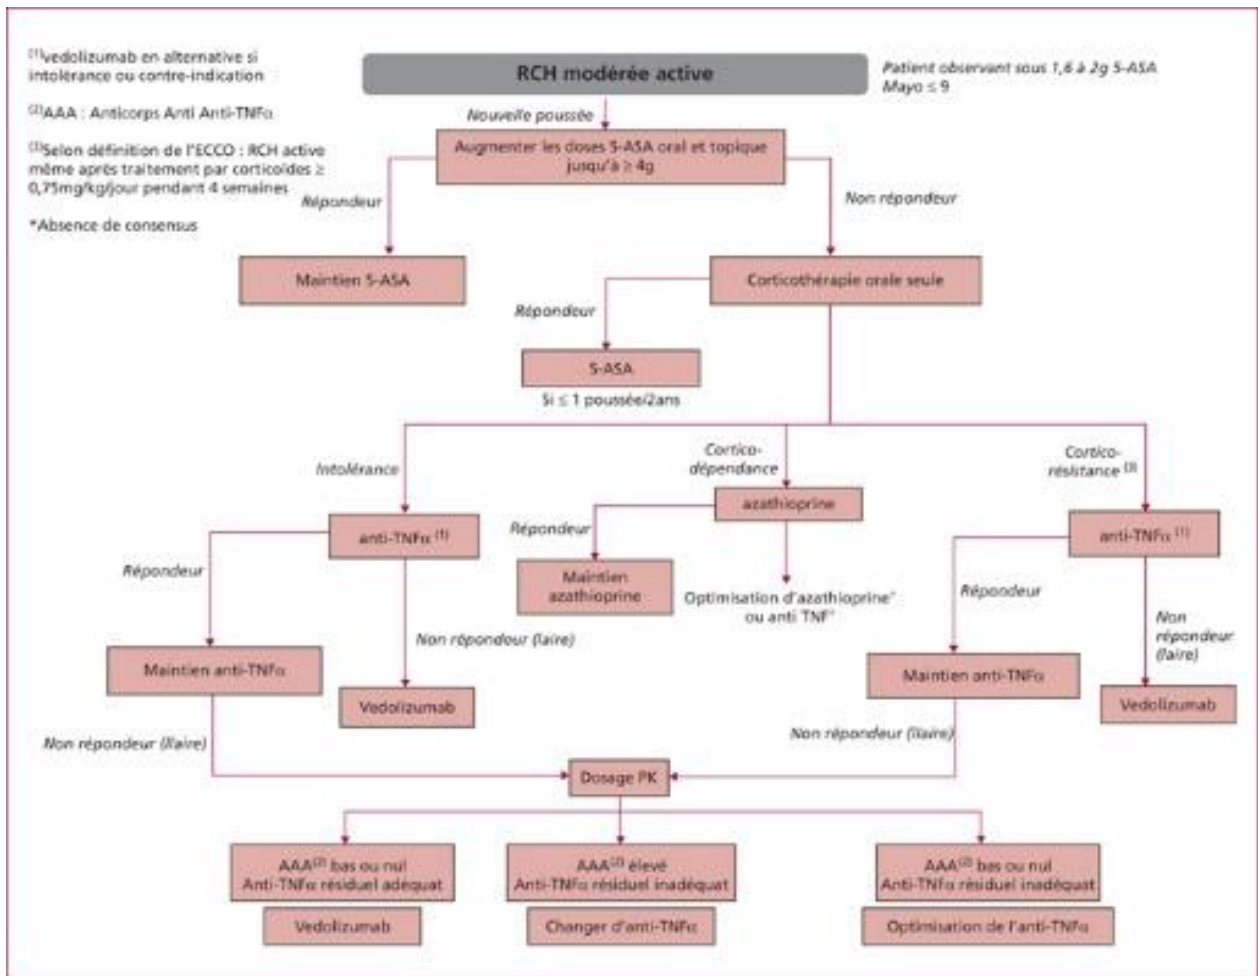 (1)vedolizumab en alternative si
intolérance ou contre-indication
(2)AAA : Anticorps Anti Anti-TNFα
(3)Selon définition de l'ECCO : RCH active
même après traitement par corticoïdes ≥
0,75mg/kg/jour pendant 4 semaines
*Absence de consensus
RCH modérée active
Patient observant sous 1,6 à 2g 5-ASA
Mayo ≤ 9
Nouvelle poussée
Augmenter les doses 5-ASA oral et topique
jusqu'à ≥ 4g
Répondeur
Non répondeur
Maintien 5-ASA
Corticothérapie orale seule
Répondeur
5-ASA
Si ≤ 1 poussée/2ans
Intolérance
Cortico-
dépendance
Cortico-
résistance (3)
anti-TNFα (1)
azathioprine
anti-TNFα (1)
Répondeur
Répondeur
Répondeur
Maintien
azathioprine
Optimisation d'azathioprine*
ou anti TNF*
Non répondeur (Iaire)
Non
répondeur
(Iaire)
Maintien anti-TNFα
Vedolizumab
Maintien anti-TNFα
Vedolizumab
Non répondeur (IIaire)
Non répondeur (IIaire)
Dosage PK
AAA(2) bas ou nul
Anti-TNFα résiduel adéquat
AAA(2) élevé
Anti-TNFα résiduel inadéquat
AAA(2) bas ou nul
Anti-TNFα résiduel inadéquat
Vedolizumab
Changer d'anti-TNFα
Optimisation de l'anti-TNFα